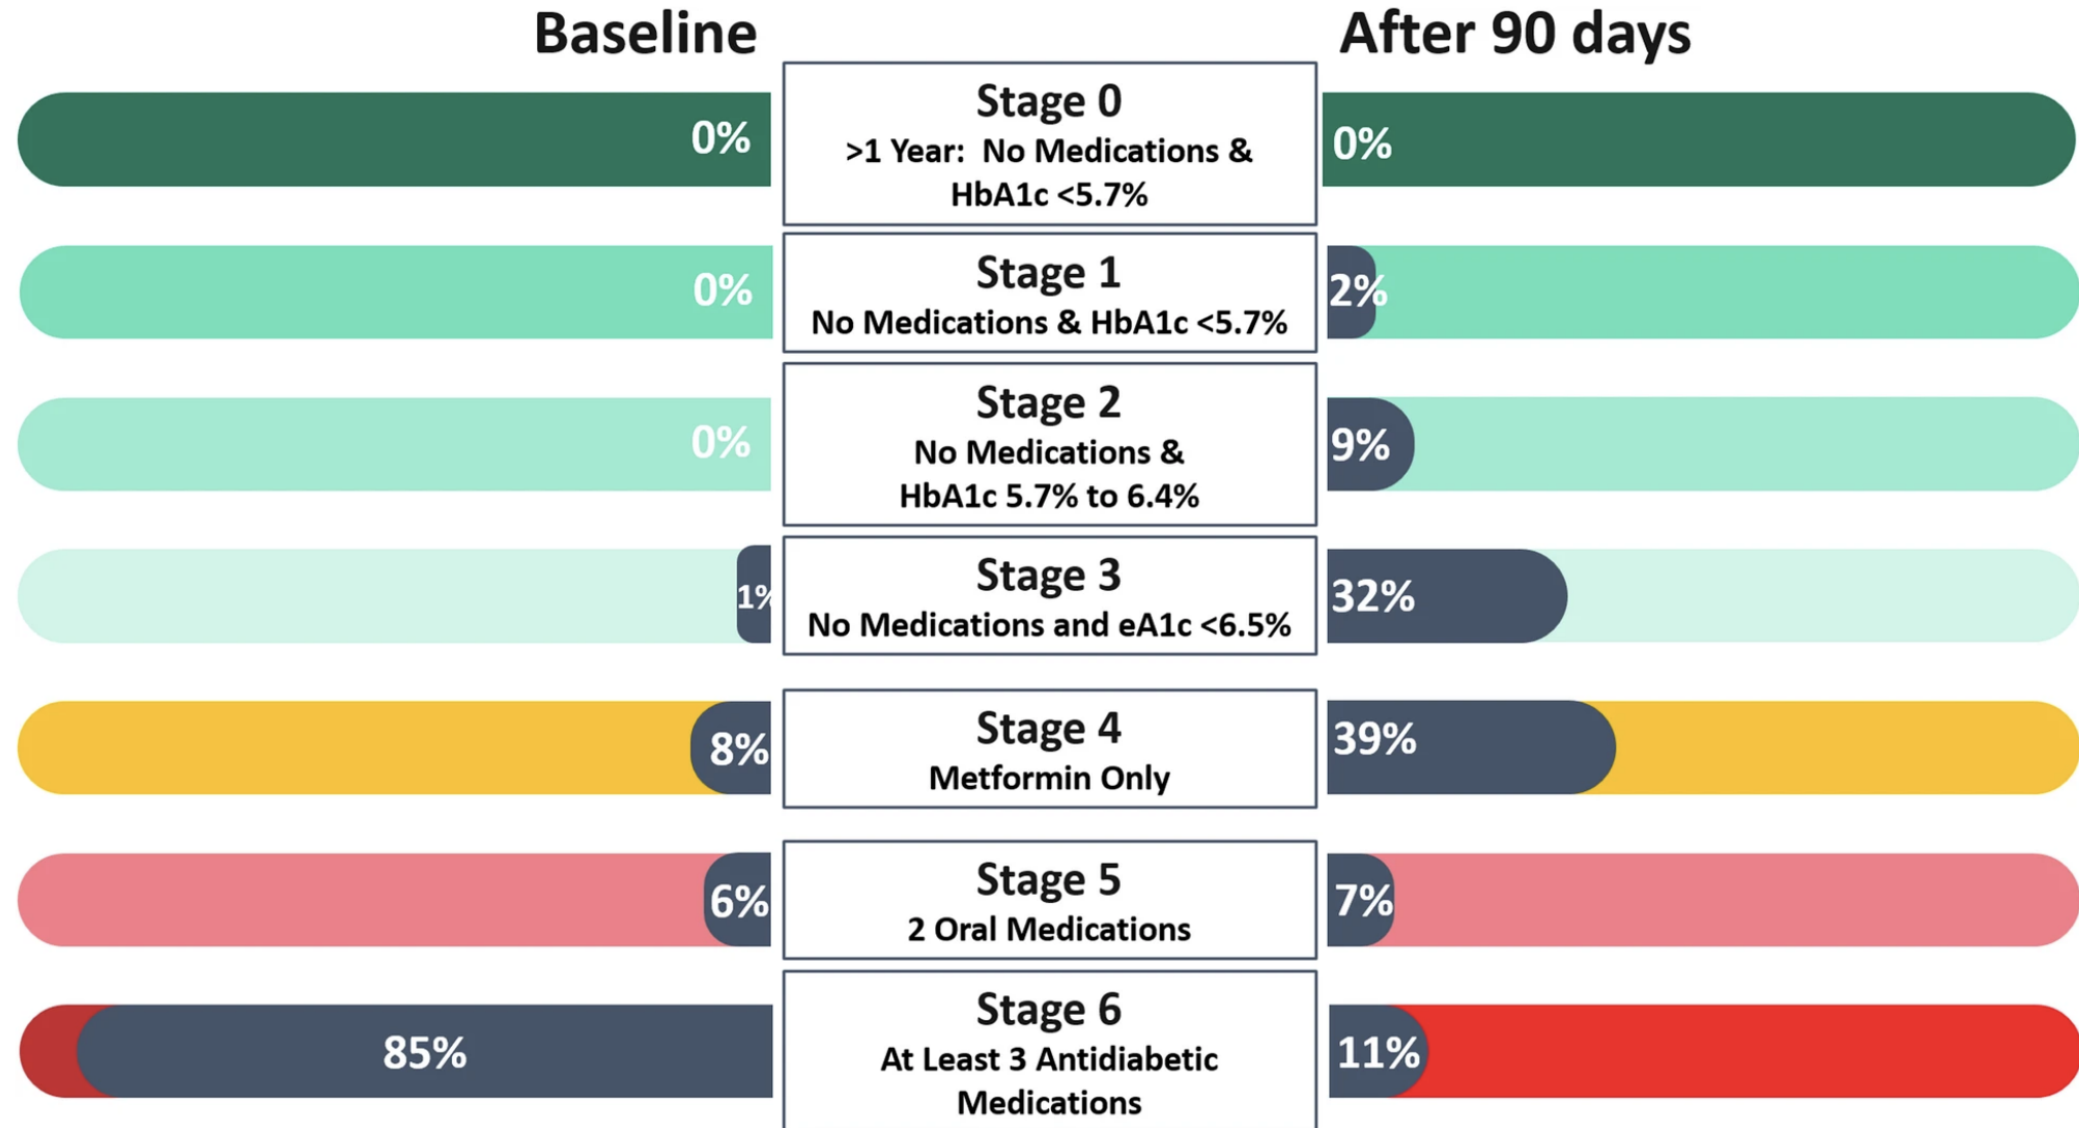 Baseline After 90 days
Stage 0
>1 Year: No Medications &
HbA1c <5.7%
0% 0%
Stage 1
No Medications & HbA1c <5.7%
0% 2%
Stage 2
No Medications &
HbA1c 5.7% to 6.4%
0% 9%
Stage 3
No Medications and eA1c <6.5%
1% 32%
Stage 4
Metformin Only
8% 39%
Stage 5
2 Oral Medications
6% 7%
Stage 6
At Least 3 Antidiabetic
Medications
85% 11%